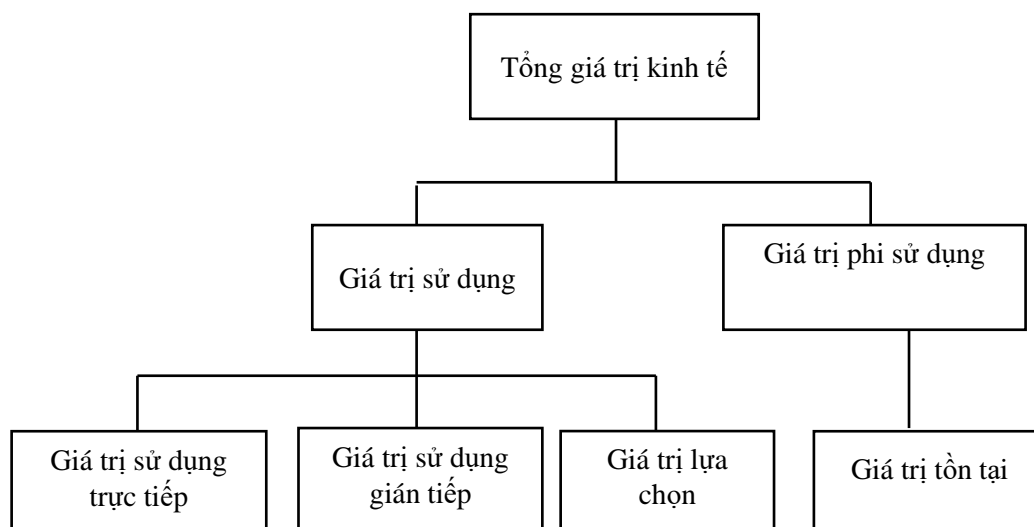 Tổng giá trị kinh tế
Giá trị sử dụng
Giá trị phi sử dụng
Giá trị sử dụng
trực tiếp
Giá trị sử dụng
gián tiếp
Giá trị lựa
chọn
Giá trị tồn tại